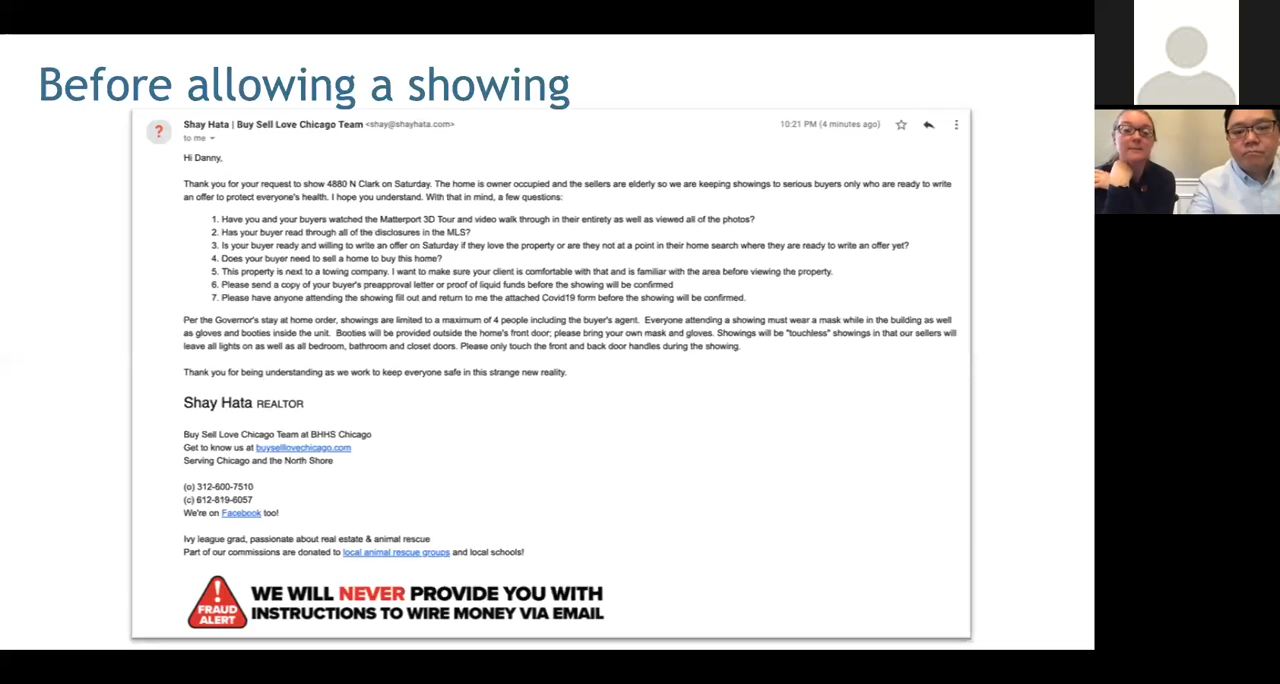 Before allowing a showing
?
Shay Hata | Buy Sell Love Chicago Team <shay@shayhata.com>
10:21 PM (4 minutes ago)
to me
Hi Danny,
Thank you for your request to show 4880 N Clark on Saturday. The home is owner occupied and the sellers are elderly so we are keeping showings to serious buyers only who are ready to write
an offer to protect everyone's health. I hope you understand. With that in mind, a few questions:
1. Have you and your buyers watched the Matterport 3D Tour and video walk through in their entirety as well as viewed all of the photos?
2. Has your buyer read through all of the disclosures in the MLS?
3. Is your buyer ready and willing to write an offer on Saturday if they love the property or are they not at a point in their home search where they are ready to write an offer yet?
4. Does your buyer need to sell a home to buy this home?
5. This property is next to a towing company. I want to make sure your client is comfortable with that and is familiar with the area before viewing the property.
6. Please send a copy of your buyer's preapproval letter or proof of liquid funds before the showing will be confirmed
7. Please have anyone attending the showing fill out and return to me the attached Covid19 form before the showing will be confirmed.
Per the Governor's stay at home order, showings are limited to a maximum of 4 people including the buyer's agent. Everyone attending a showing must wear a mask while in the building as well
as gloves and booties inside the unit. Booties will be provided outside the home's front door; please bring your own mask and gloves. Showings will be "touchless" showings in that our sellers will
leave all lights on as well as all bedroom, bathroom and closet doors. Please only touch the front and back door handles during the showing.
Thank you for being understanding as we work to keep everyone safe in this strange new reality.
Shay Hata REALTOR
Buy Sell Love Chicago Team at BHHS Chicago
Get to know us at buyselllovechicago.com
Serving Chicago and the North Shore
(o) 312-600-7510
(c) 612-819-6057
We're on Facebook too!
Ivy league grad, passionate about real estate & animal rescue
Part of our commissions are donated to local animal rescue groups and local schools!
! FRAUD ALERT
WE WILL NEVER PROVIDE YOU WITH
INSTRUCTIONS TO WIRE MONEY VIA EMAIL